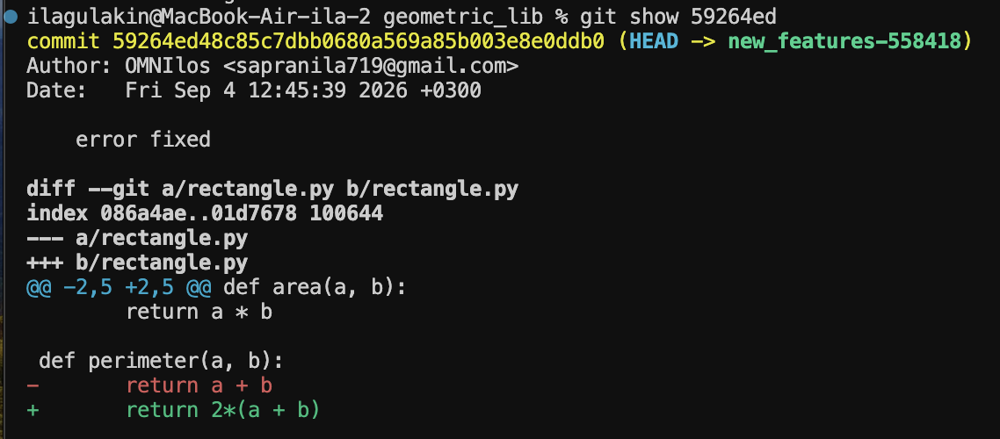 ilagulakin@MacBook-Air-ila-2 geometric_lib % git show 59264ed
commit 59264ed48c85c7dbb0680a569a85b003e8e0ddb0 (HEAD -> new_features-558418)
Author: OMNIlos <sapranila719@gmail.com>
Date:   Fri Sep 4 12:45:39 2026 +0300
    error fixed
diff --git a/rectangle.py b/rectangle.py
index 086a4ae..01d7678 100644
--- a/rectangle.py
+++ b/rectangle.py
@@ -2,5 +2,5 @@ def area(a, b):
        return a * b
 def perimeter(a, b):
-       return a + b
+       return 2*(a + b)